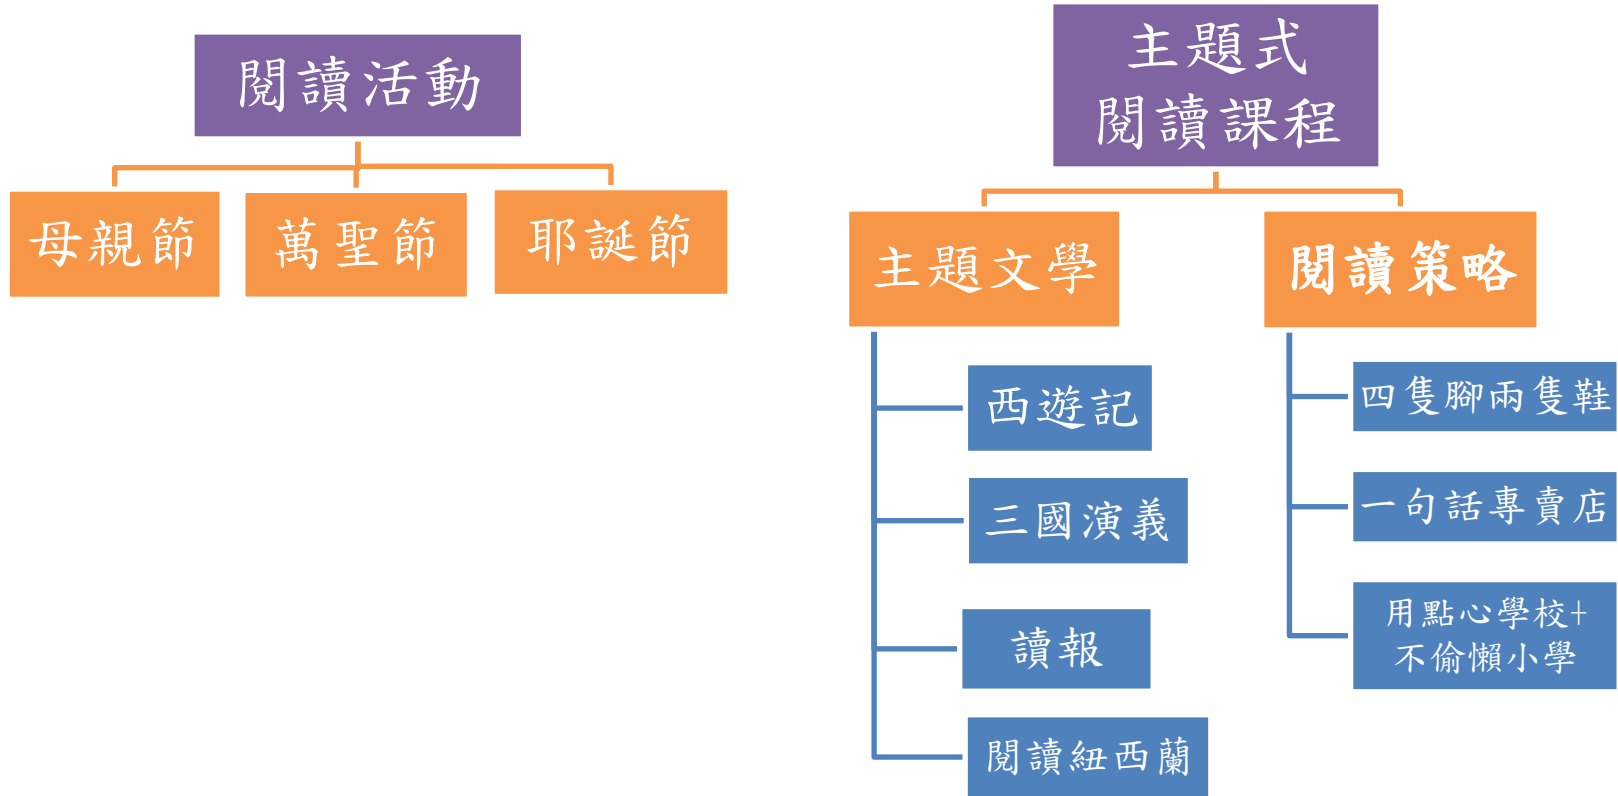 閱讀活動
母親節
萬聖節
耶誕節
主題式
閱讀課程
主題文學
西遊記
三國演義
讀報
閱讀紐西蘭
閱讀策略
四隻腳兩隻鞋
一句話專賣店
用點心學校+
不偷懶小學